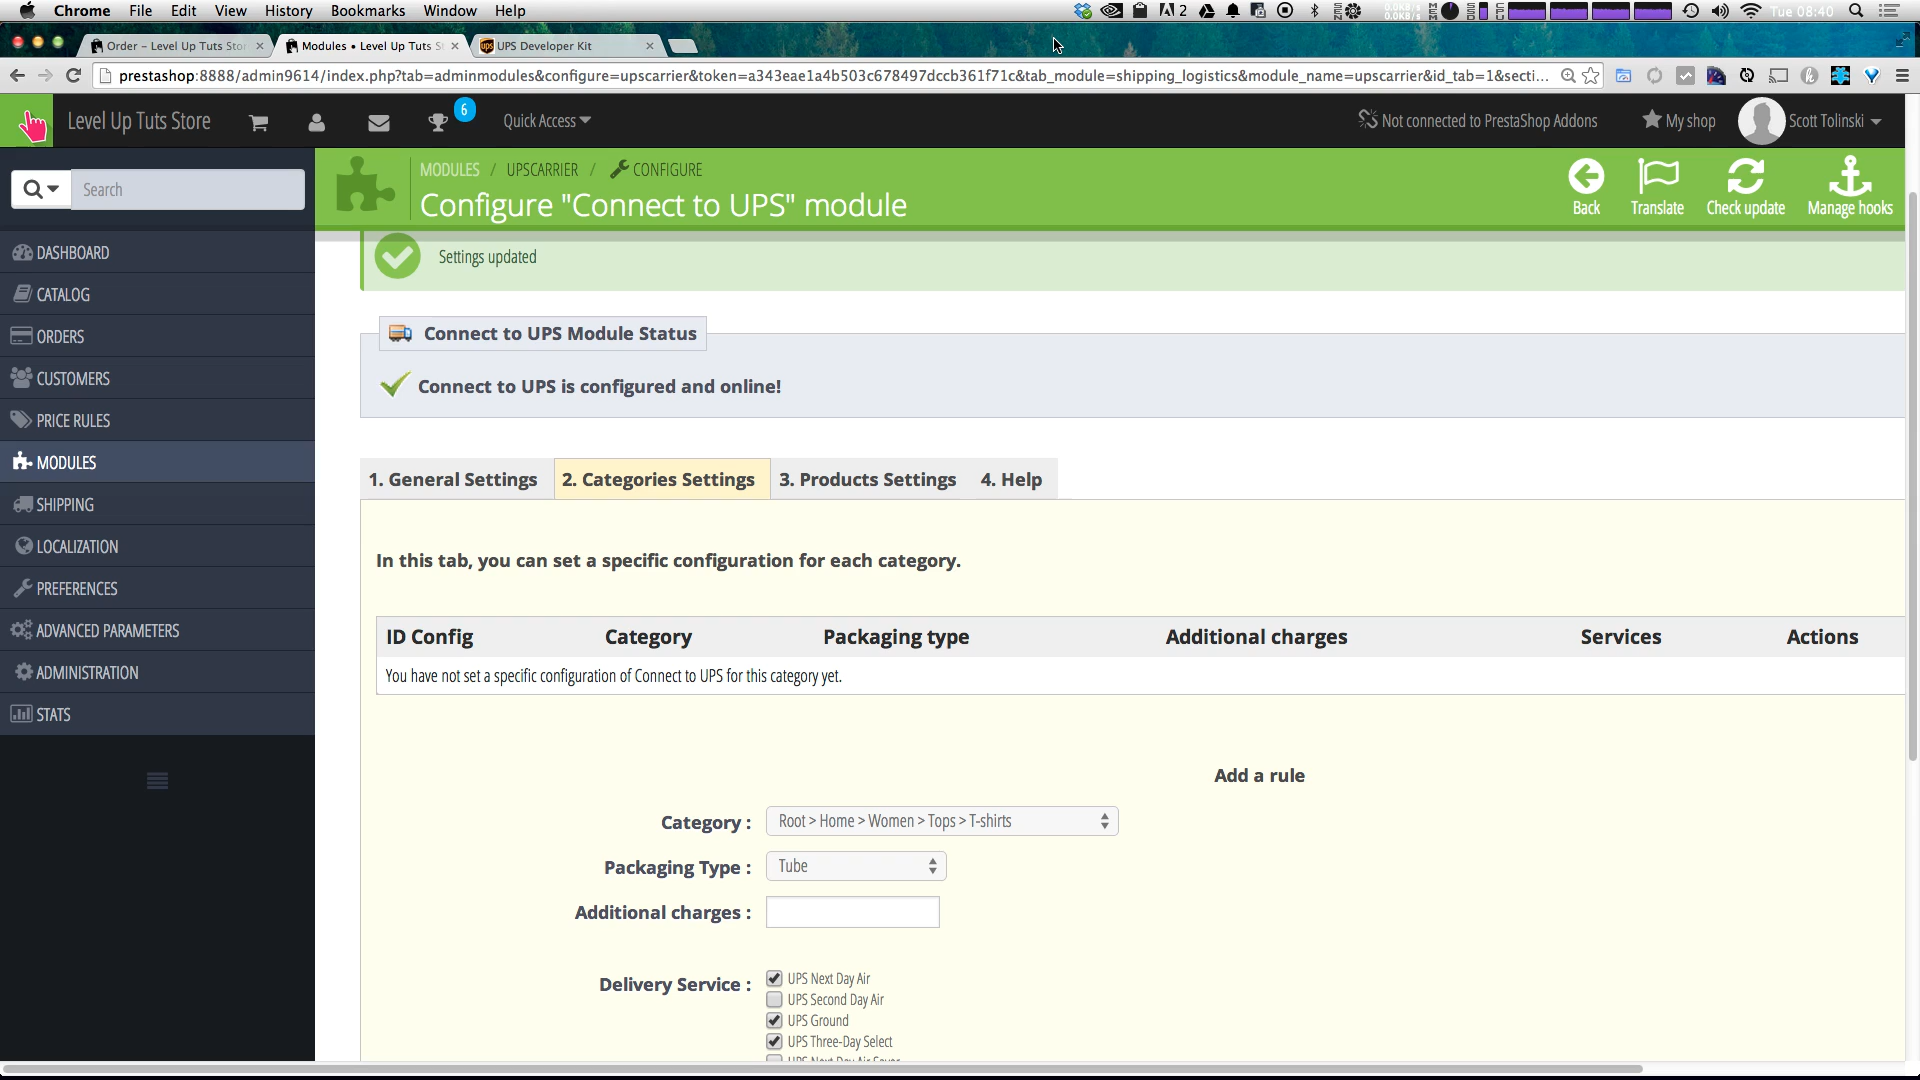 Chrome File Edit View History Bookmarks Window Help 2 Tue 08:40
Order – Level Up Tuts Stor Modules • Level Up Tuts S UPS Developer Kit
prestashop:8888/admin9614/index.php?tab=adminmodules&configure=upscarrier&token=a343eae1a4b503c678497dccb361f71c&tab_module=shipping_logistics&module_name=upscarrier&id_tab=1&secti...
Level Up Tuts Store 6 Quick Access Not connected to PrestaShop Addons My shop Scott Tolinski
Search
MODULES / UPSCARRIER / CONFIGURE
Configure "Connect to UPS" module
Back Translate Check update Manage hooks
DASHBOARD
CATALOG
ORDERS
CUSTOMERS
PRICE RULES
MODULES
SHIPPING
LOCALIZATION
PREFERENCES
ADVANCED PARAMETERS
ADMINISTRATION
STATS
Settings updated
Connect to UPS Module Status
Connect to UPS is configured and online!
1. General Settings 2. Categories Settings 3. Products Settings 4. Help
In this tab, you can set a specific configuration for each category.
ID Config Category Packaging type Additional charges Services Actions
You have not set a specific configuration of Connect to UPS for this category yet.
Add a rule
Category : Root > Home > Women > Tops > T-shirts
Packaging Type : Tube
Additional charges :
Delivery Service : UPS Next Day Air
UPS Second Day Air
UPS Ground
UPS Three-Day Select